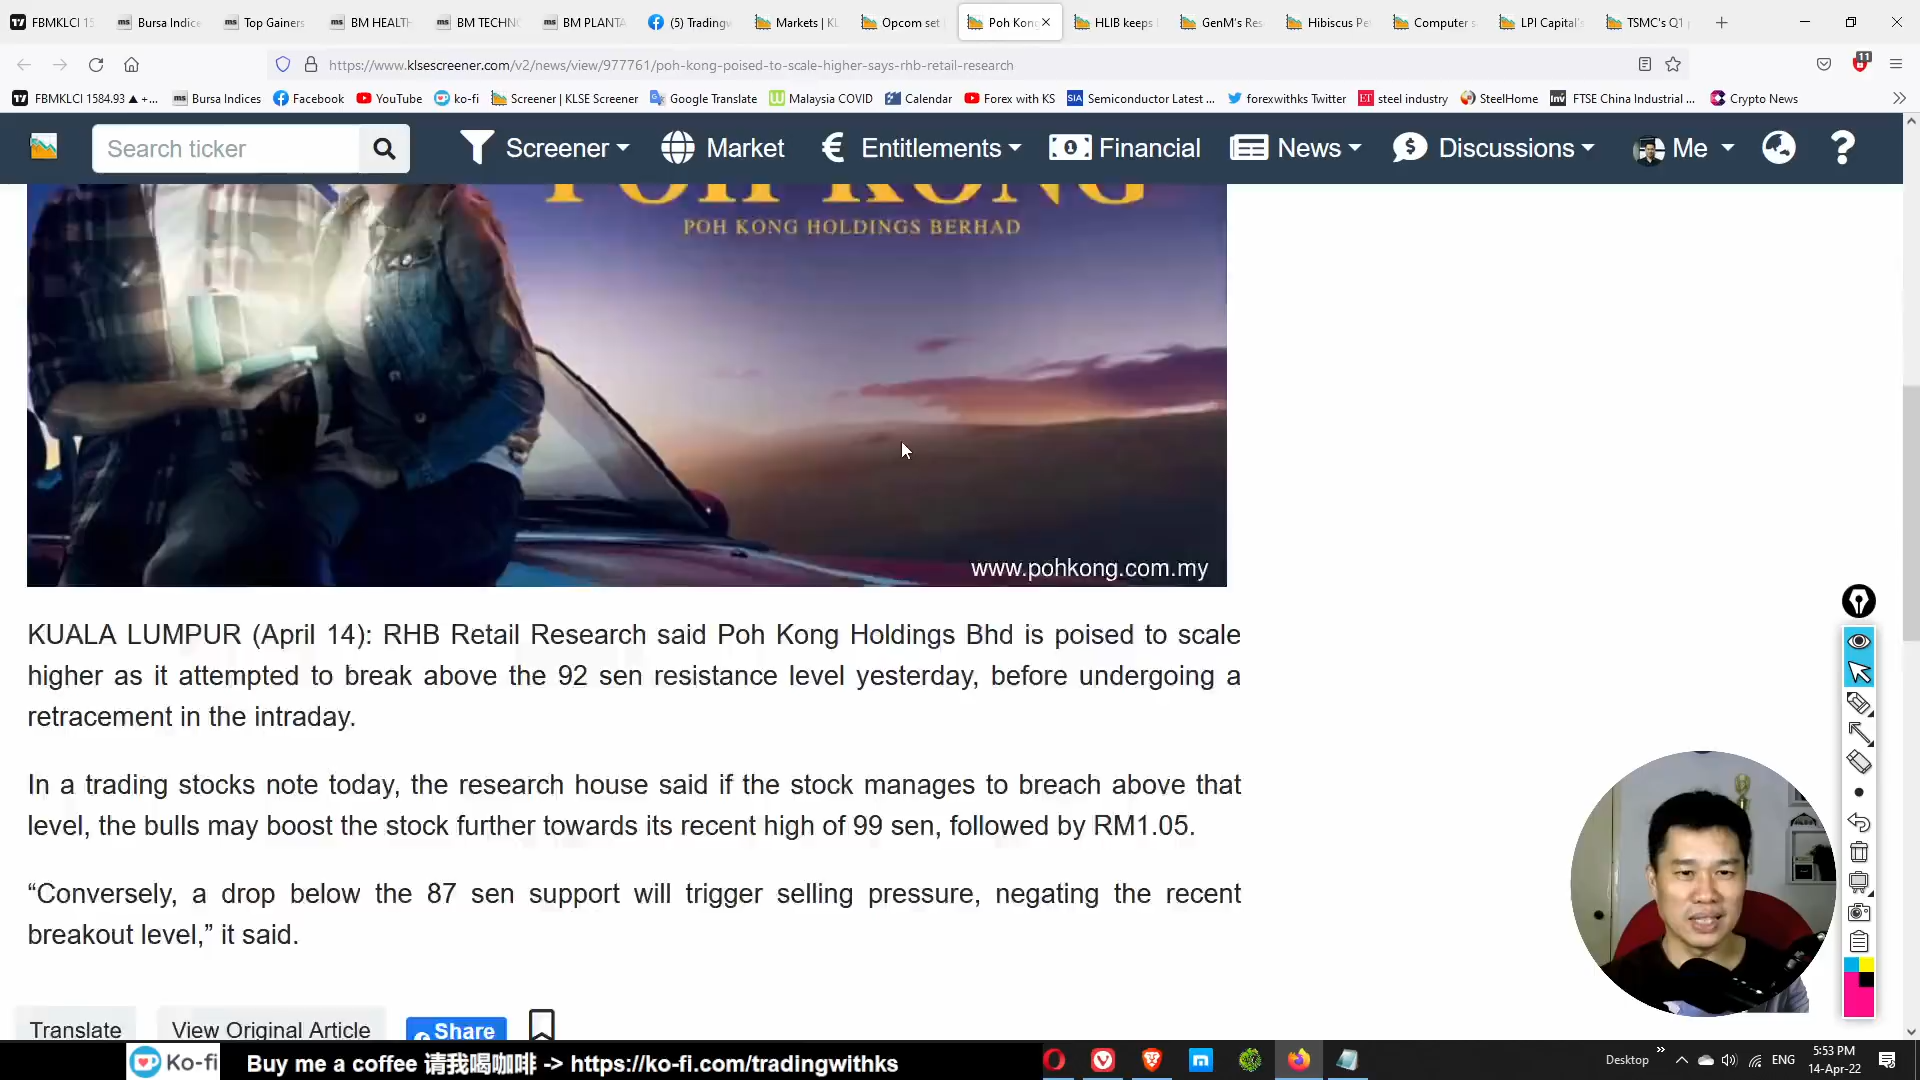 FBMKLCI 15
Bursa Indice
Top Gainers
BM HEALTH
BM TECHNO
BM PLANTA
(5) Tradingv
Markets | KL
Opcom set
Poh Kon
HLIB keeps
GenM's Res
Hibiscus Pe
Computer s
LPI Capital's
TSMC's Q1
https://www.klsescreener.com/v2/news/view/977761/poh-kong-poised-to-scale-higher-says-rhb-retail-research
11
FBMKLCI 1584.93 ▲ +...
Bursa Indices
Facebook
YouTube
ko-fi
Screener | KLSE Screener
Google Translate
Malaysia COVID
Calendar
Forex with KS
SIA Semiconductor Latest ...
forexwithks Twitter
ET steel industry
SteelHome
Inv FTSE China Industrial ...
Crypto News
Search ticker
Screener
Market
Entitlements
Financial
News
Discussions
Me
POH KONG
POH KONG HOLDINGS BERHAD
www.pohkong.com.my
KUALA LUMPUR (April 14): RHB Retail Research said Poh Kong Holdings Bhd is poised to scale
higher as it attempted to break above the 92 sen resistance level yesterday, before undergoing a
retracement in the intraday.
In a trading stocks note today, the research house said if the stock manages to breach above that
level, the bulls may boost the stock further towards its recent high of 99 sen, followed by RM1.05.
“Conversely, a drop below the 87 sen support will trigger selling pressure, negating the recent
breakout level,” it said.
Translate
View Original Article
Share
Ko-fi
Buy me a coffee 请我喝咖啡 -> https://ko-fi.com/tradingwithks
Desktop
ENG
5:53 PM
14-Apr-22